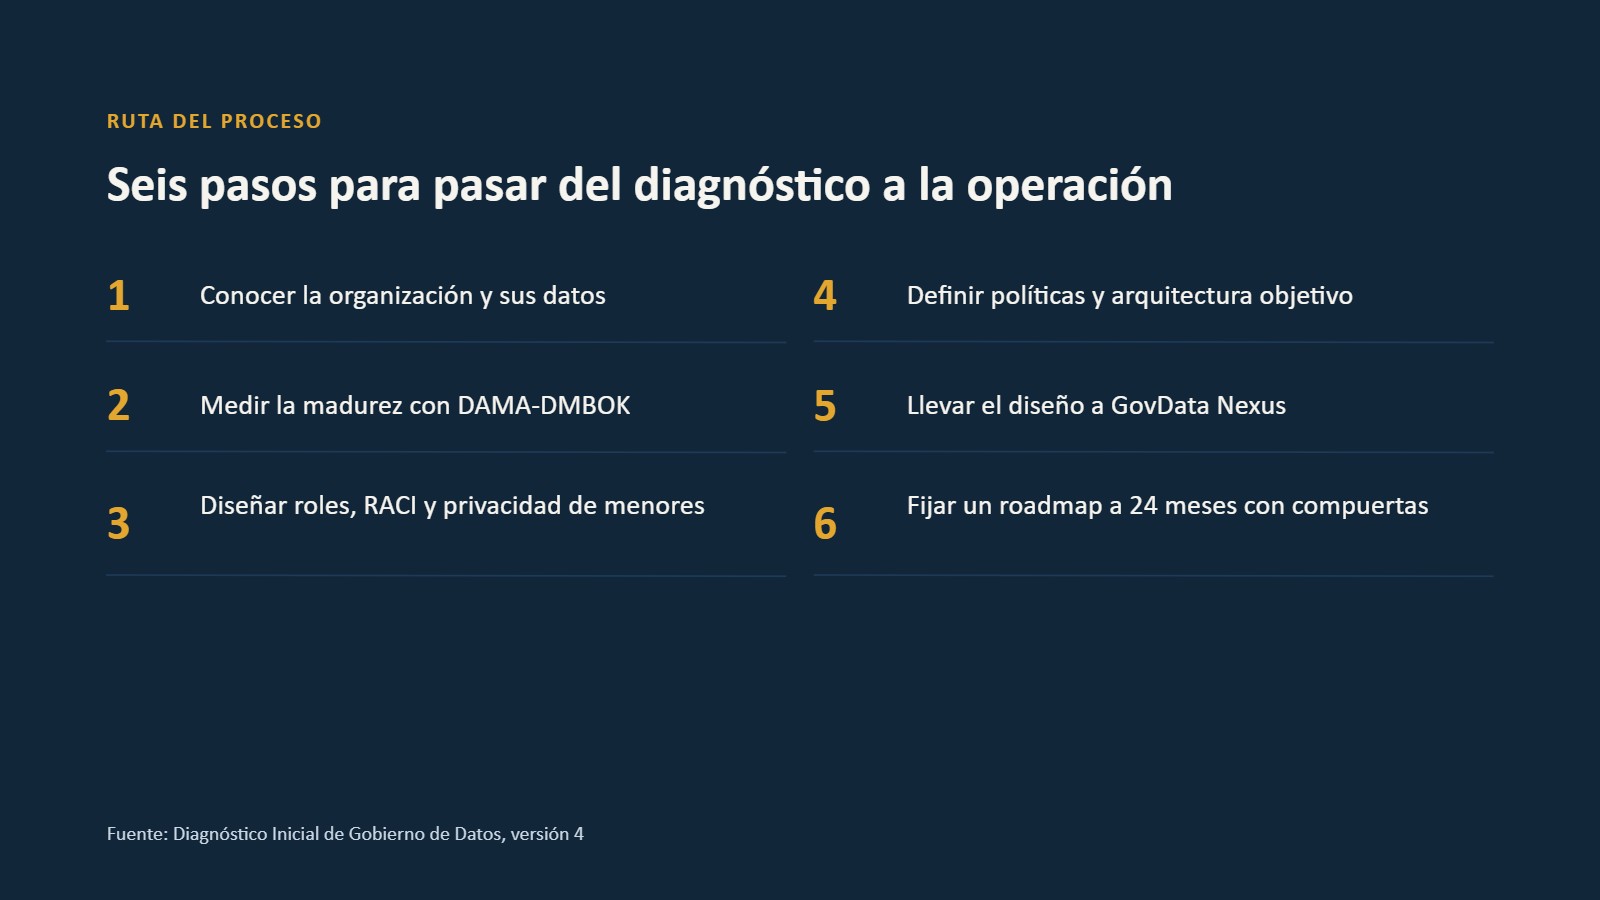 RUTA DEL PROCESO
Seis pasos para pasar del diagnóstico a la operación
1 Conocer la organización y sus datos
2 Medir la madurez con DAMA-DMBOK
3 Diseñar roles, RACI y privacidad de menores
4 Definir políticas y arquitectura objetivo
5 Llevar el diseño a GovData Nexus
6 Fijar un roadmap a 24 meses con compuertas
Fuente: Diagnóstico Inicial de Gobierno de Datos, versión 4